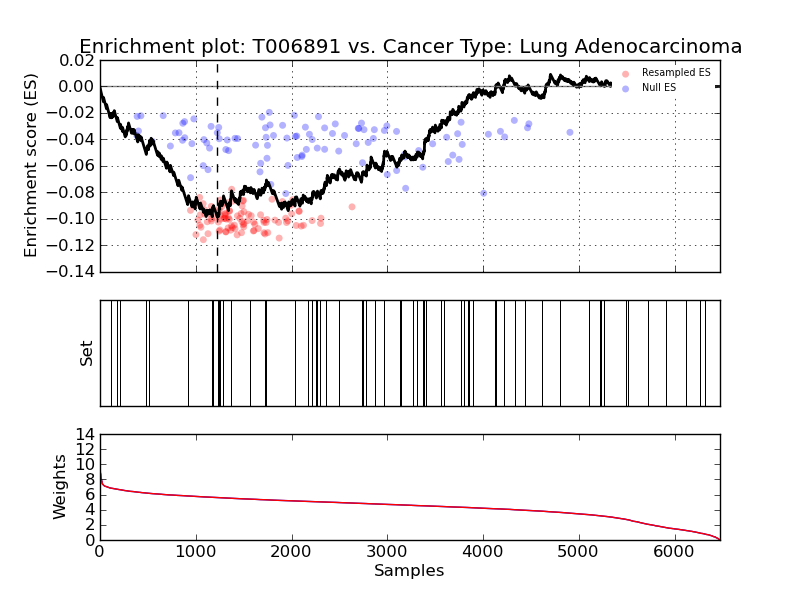 Enrichment plot: T006891 vs. Cancer Type: Lung Adenocarcinoma
0.02
0.00
−0.02
−0.04
−0.06
−0.08
−0.10
−0.12
−0.14
Enrichment score (ES)
Resampled ES
Null ES
Set
14
12
10
8
6
4
2
0
Weights
0 1000 2000 3000 4000 5000 6000
Samples